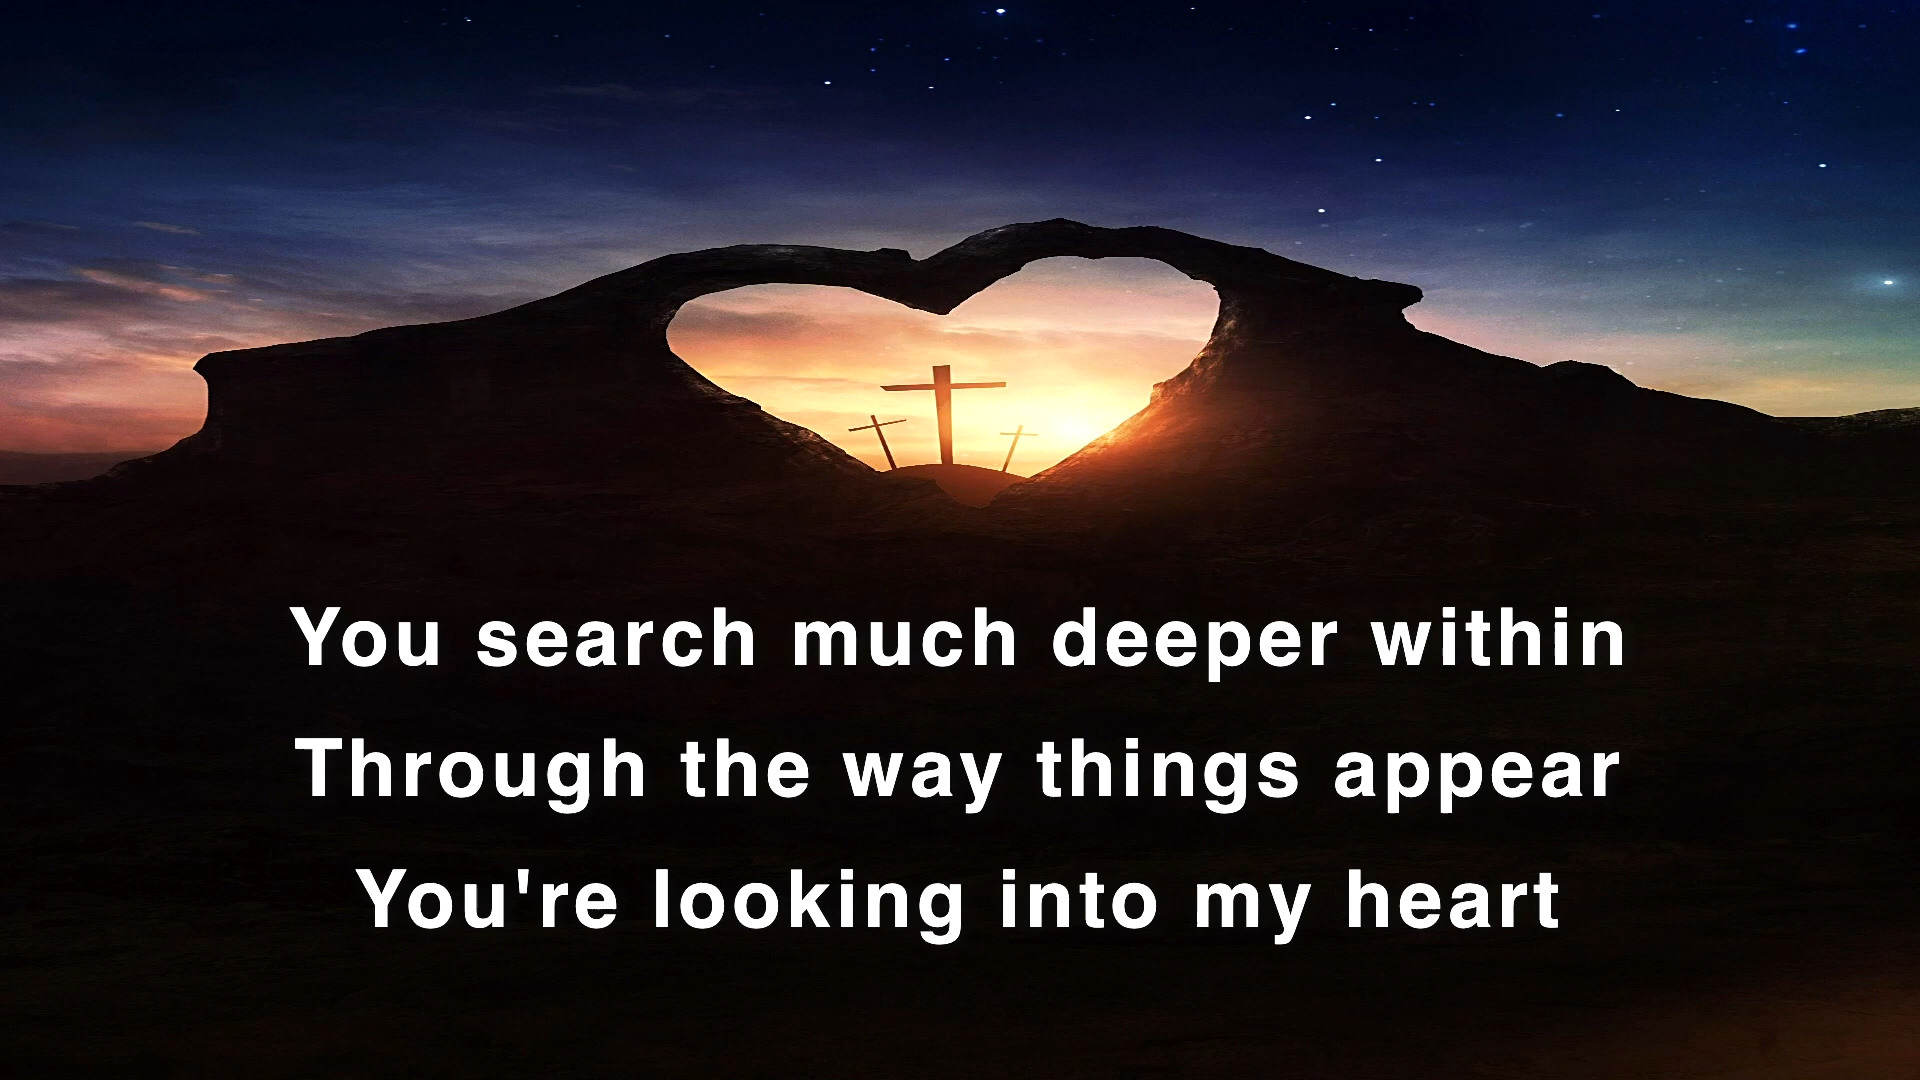 You search much deeper within
Through the way things appear
You're looking into my heart